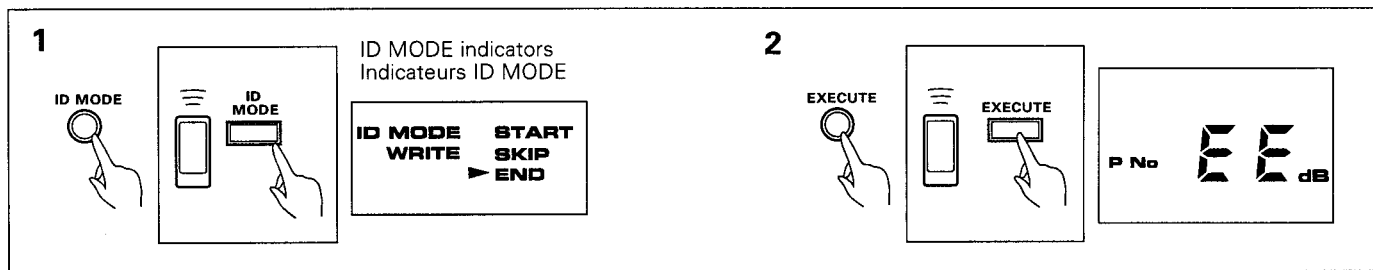 1
ID MODE indicators
Indicateurs ID MODE
ID MODE
ID
MODE
ID MODE START
WRITE SKIP
END
2
EXECUTE
EXECUTE
P No EE dB